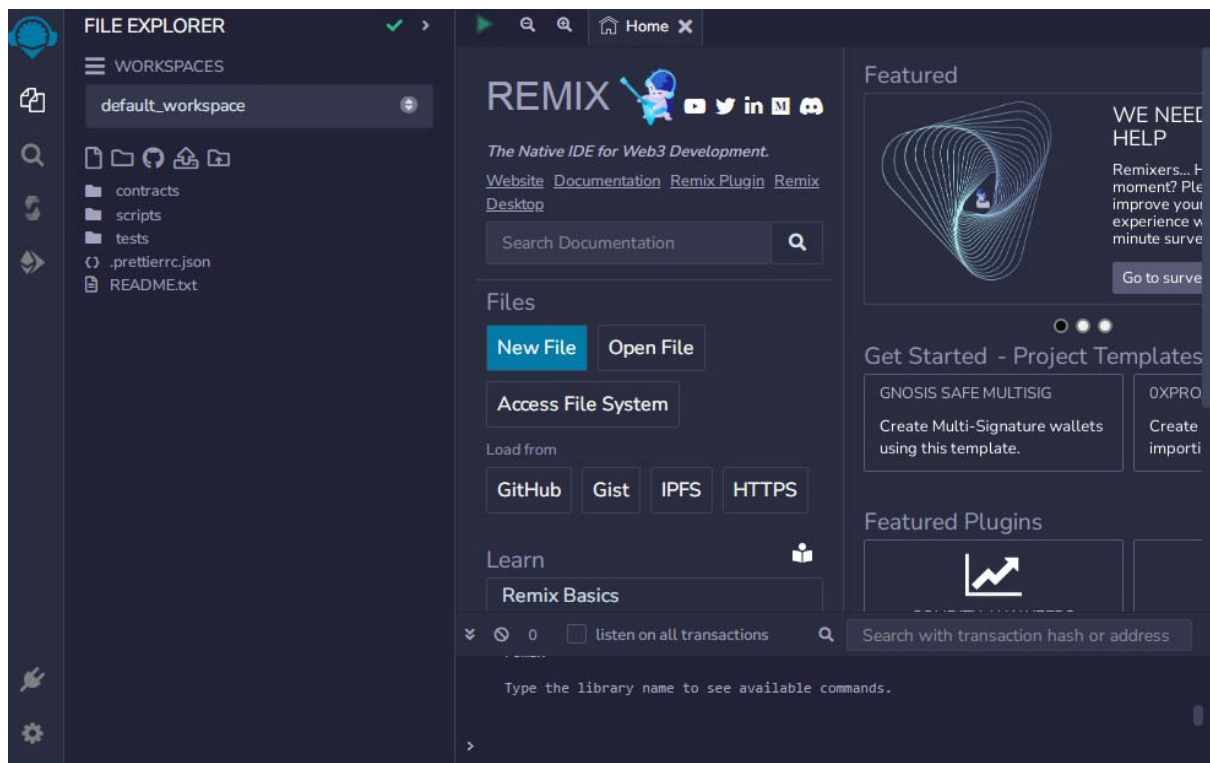 FILE EXPLORER
WORKSPACES
default_workspace
contracts
scripts
tests
.prettierrc.json
README.txt
Home
REMIX
in M
The Native IDE for Web3 Development.
Website Documentation Remix Plugin Remix
Desktop
Search Documentation
Files
New File Open File
Access File System
Load from
GitHub Gist IPFS HTTPS
Learn
Remix Basics
Featured
WE NEED
HELP
Remixers... H
moment? Ple
improve your
experience w
minute surve
Go to surve
Get Started - Project Templates
GNOSIS SAFE MULTISIG
Create Multi-Signature wallets
using this template.
0XPRO
Create
importi
Featured Plugins
0 listen on all transactions
Search with transaction hash or address
Type the library name to see available commands.
>